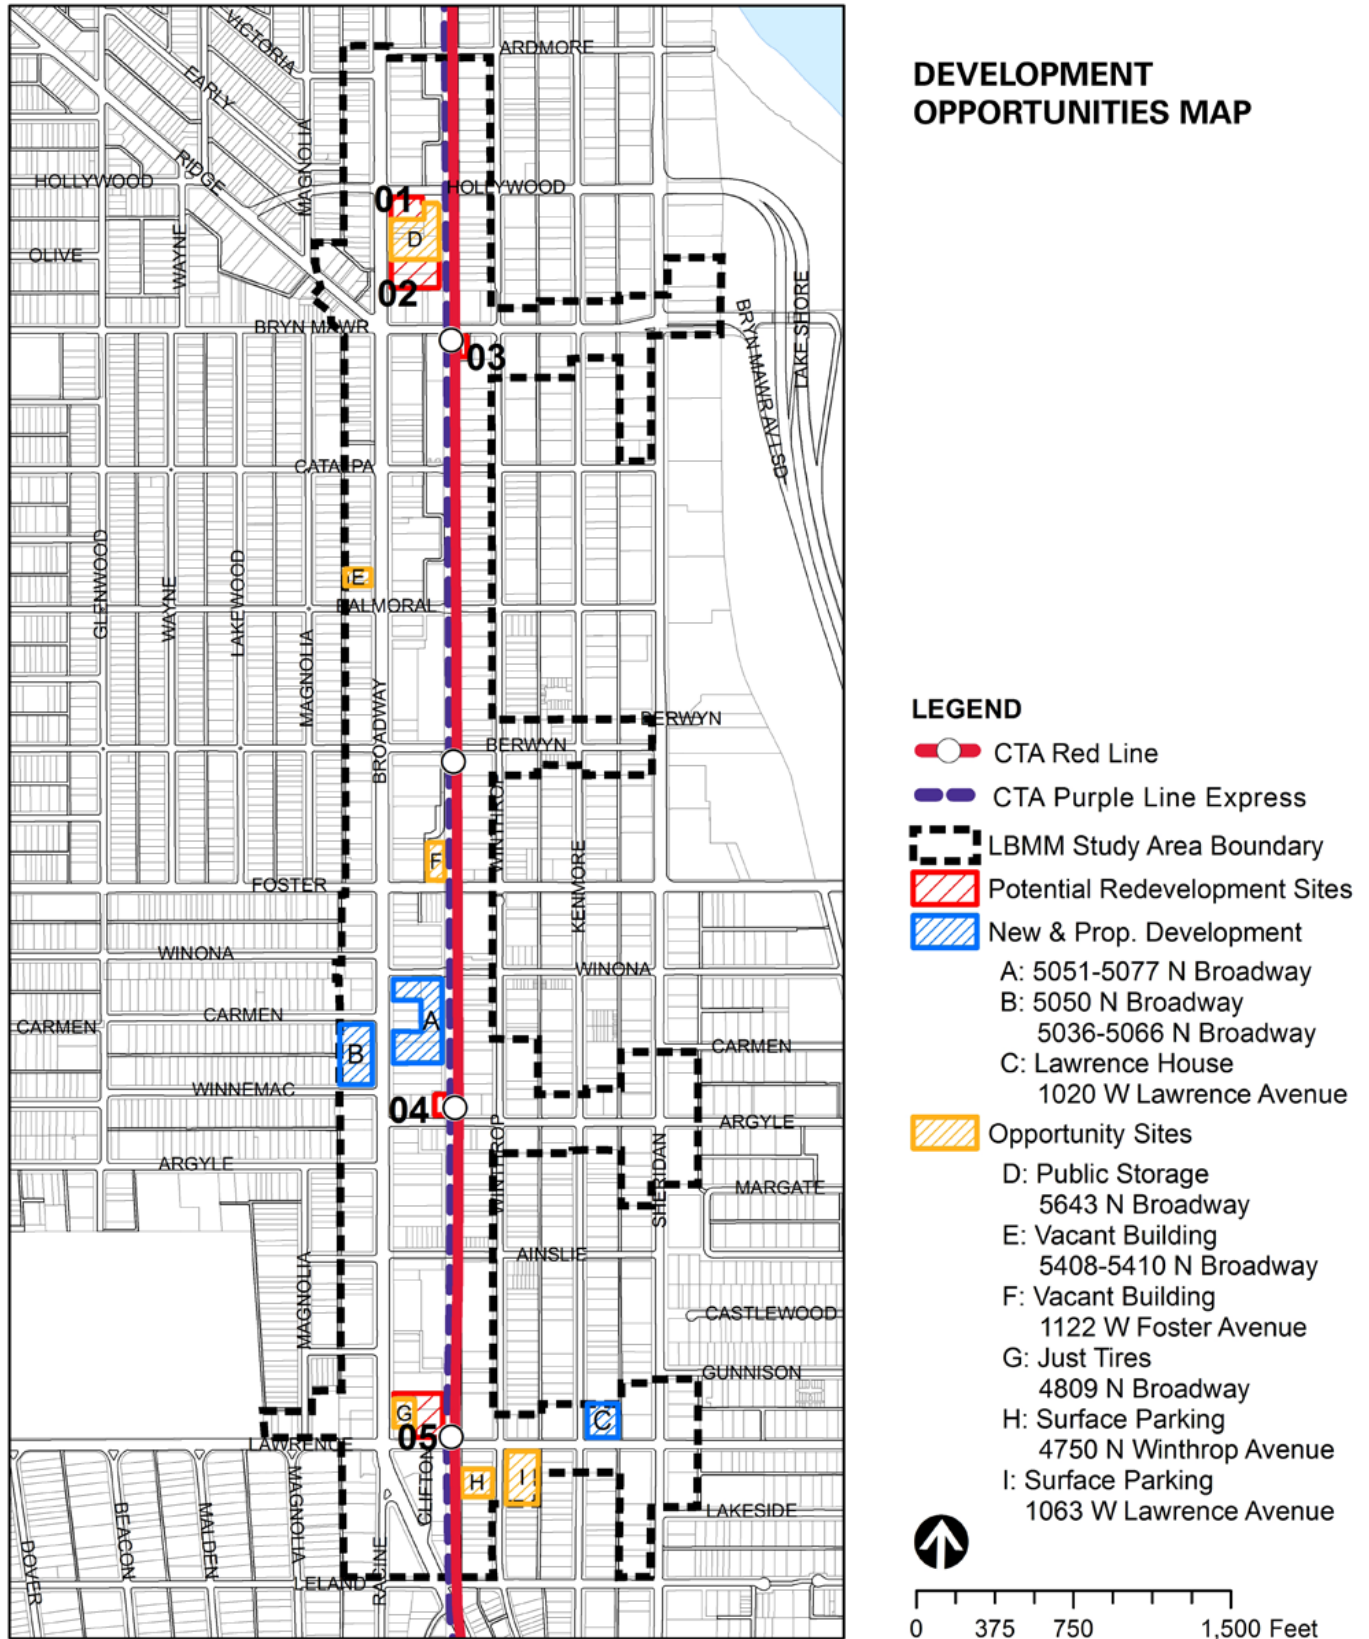 DEVELOPMENT
OPPORTUNITIES MAP
VICTORIA
ARDMORE
EARLY
MAGNOLIA
RIDGE
HOLLYWOOD
01
HOLLYWOOD
D
OLIVE
WAYNE
02
LAKE SHORE
BRYN MAWR
BRYN MAWR AV LSD
03
CATALPA
GLENWOOD
WAYNE
LAKEWOOD
E
BALMORAL
MAGNOLIA
BROADWAY
BERWYN
BERWYN
WINTHROP
F
KENMORE
FOSTER
WINONA
WINONA
CARMEN
CARMEN
A
B
CARMEN
WINNEMAC
04
ARGYLE
WINTHROP
ARGYLE
SHERIDAN
MARGATE
AINSLIE
MAGNOLIA
CASTLEWOOD
GUNNISON
G
C
05
LAWRENCE
CLIFTON
H
I
LAKESIDE
DOVER
BEACON
MALDEN
MAGNOLIA
RACINE
LELAND
LEGEND
CTA Red Line
CTA Purple Line Express
LBMM Study Area Boundary
Potential Redevelopment Sites
New & Prop. Development
A: 5051-5077 N Broadway
B: 5050 N Broadway
5036-5066 N Broadway
C: Lawrence House
1020 W Lawrence Avenue
Opportunity Sites
D: Public Storage
5643 N Broadway
E: Vacant Building
5408-5410 N Broadway
F: Vacant Building
1122 W Foster Avenue
G: Just Tires
4809 N Broadway
H: Surface Parking
4750 N Winthrop Avenue
I: Surface Parking
1063 W Lawrence Avenue
0 375 750 1,500 Feet